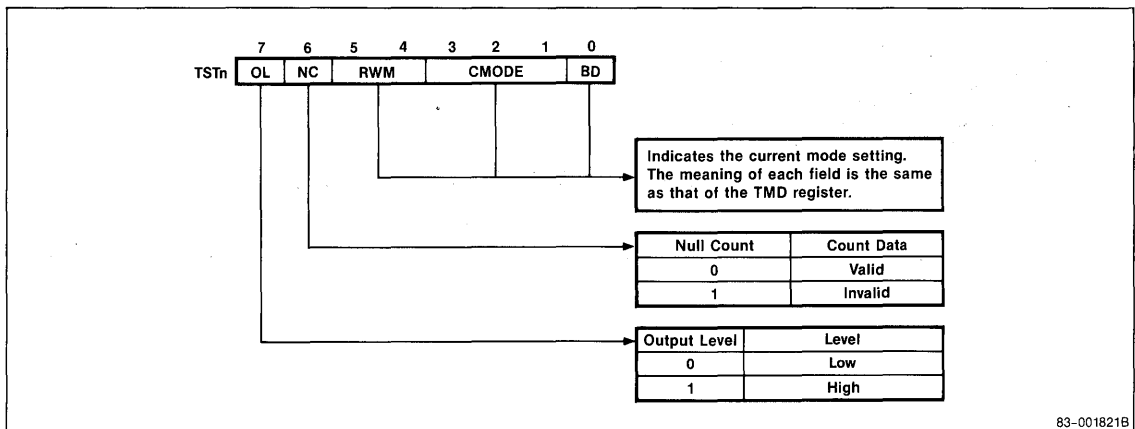 7 6 5 4 3 2 1 0
TSTn OL NC RWM CMODE BD
Indicates the current mode setting.
The meaning of each field is the same
as that of the TMD register.
Null Count Count Data
0 Valid
1 Invalid
Output Level Level
0 Low
1 High
83-001821B